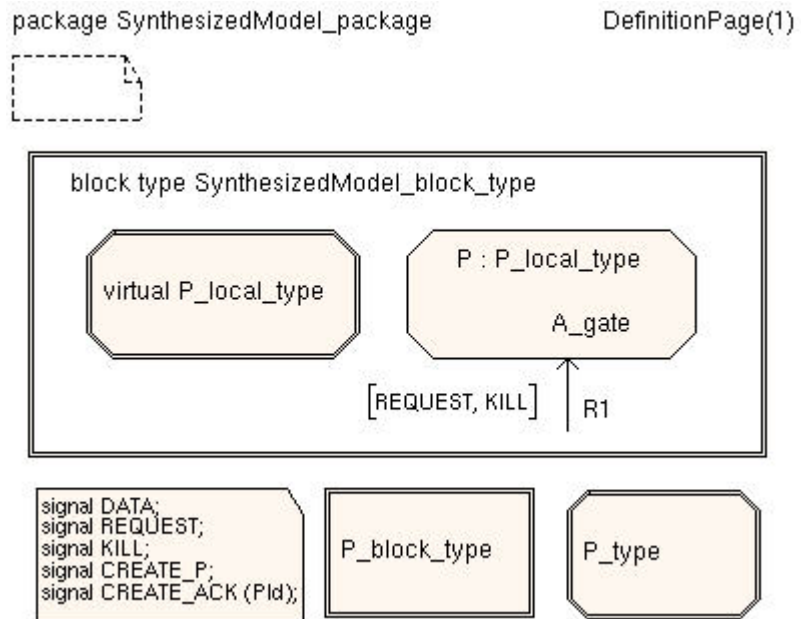 package SynthesizedModel_package
DefinitionPage(1)
block type SynthesizedModel_block_type
virtual P_local_type
P : P_local_type
A_gate
[REQUEST, KILL]
R1
signal DATA;
signal REQUEST;
signal KILL;
signal CREATE_P;
signal CREATE_ACK (PId);
P_block_type
P_type